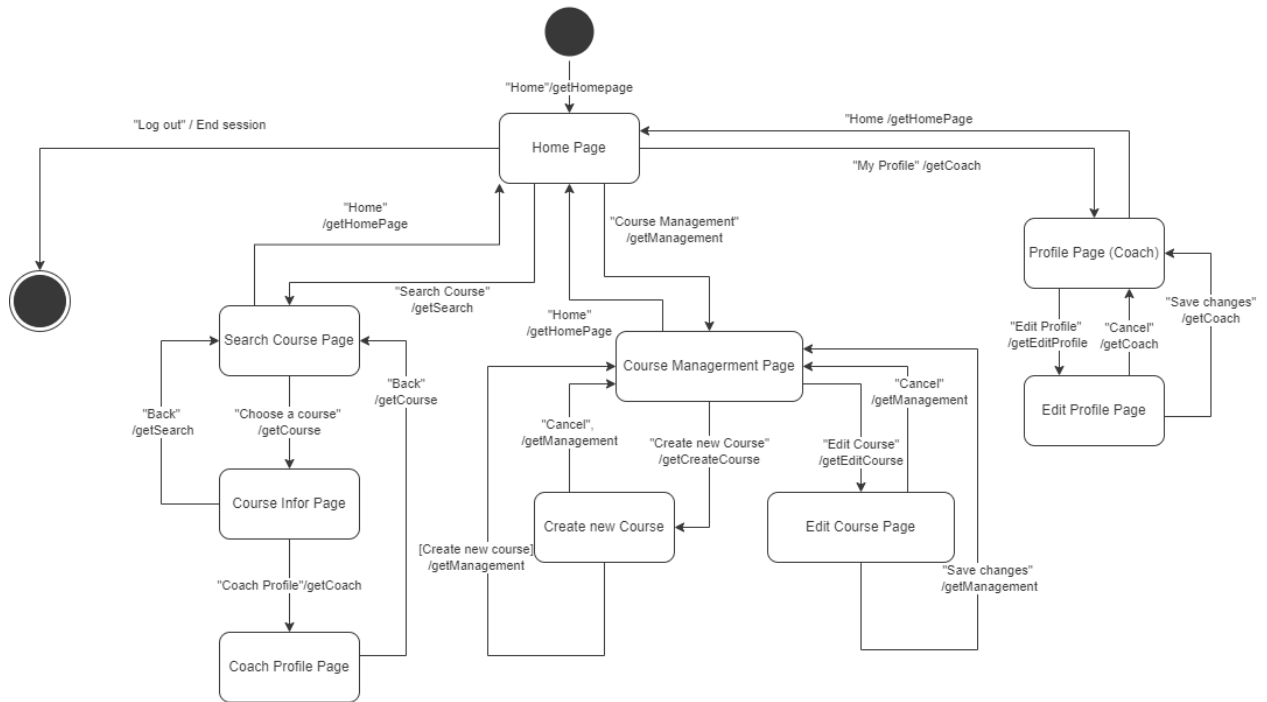 "Home"/getHomepage
"Log out" / End session
"Home /getHomePage
Home Page
"My Profile" /getCoach
"Home"
/getHomePage
"Course Management"
/getManagement
Profile Page (Coach)
"Search Course"
/getSearch
"Save changes"
/getCoach
"Home"
/getHomePage
"Edit Profile"
/getEditProfile
"Cancel"
/getCoach
Search Course Page
Course Managerment Page
"Back"
/getCourse
"Cancel"
/getManagement
Edit Profile Page
"Back"
/getSearch
"Choose a course"
/getCourse
"Cancel",
/getManagement
"Create new Course"
/getCreateCourse
"Edit Course"
/getEditCourse
Course Infor Page
Create new Course
Edit Course Page
[Create new course]
/getManagement
"Save changes"
/getManagement
"Coach Profile"/getCoach
Coach Profile Page